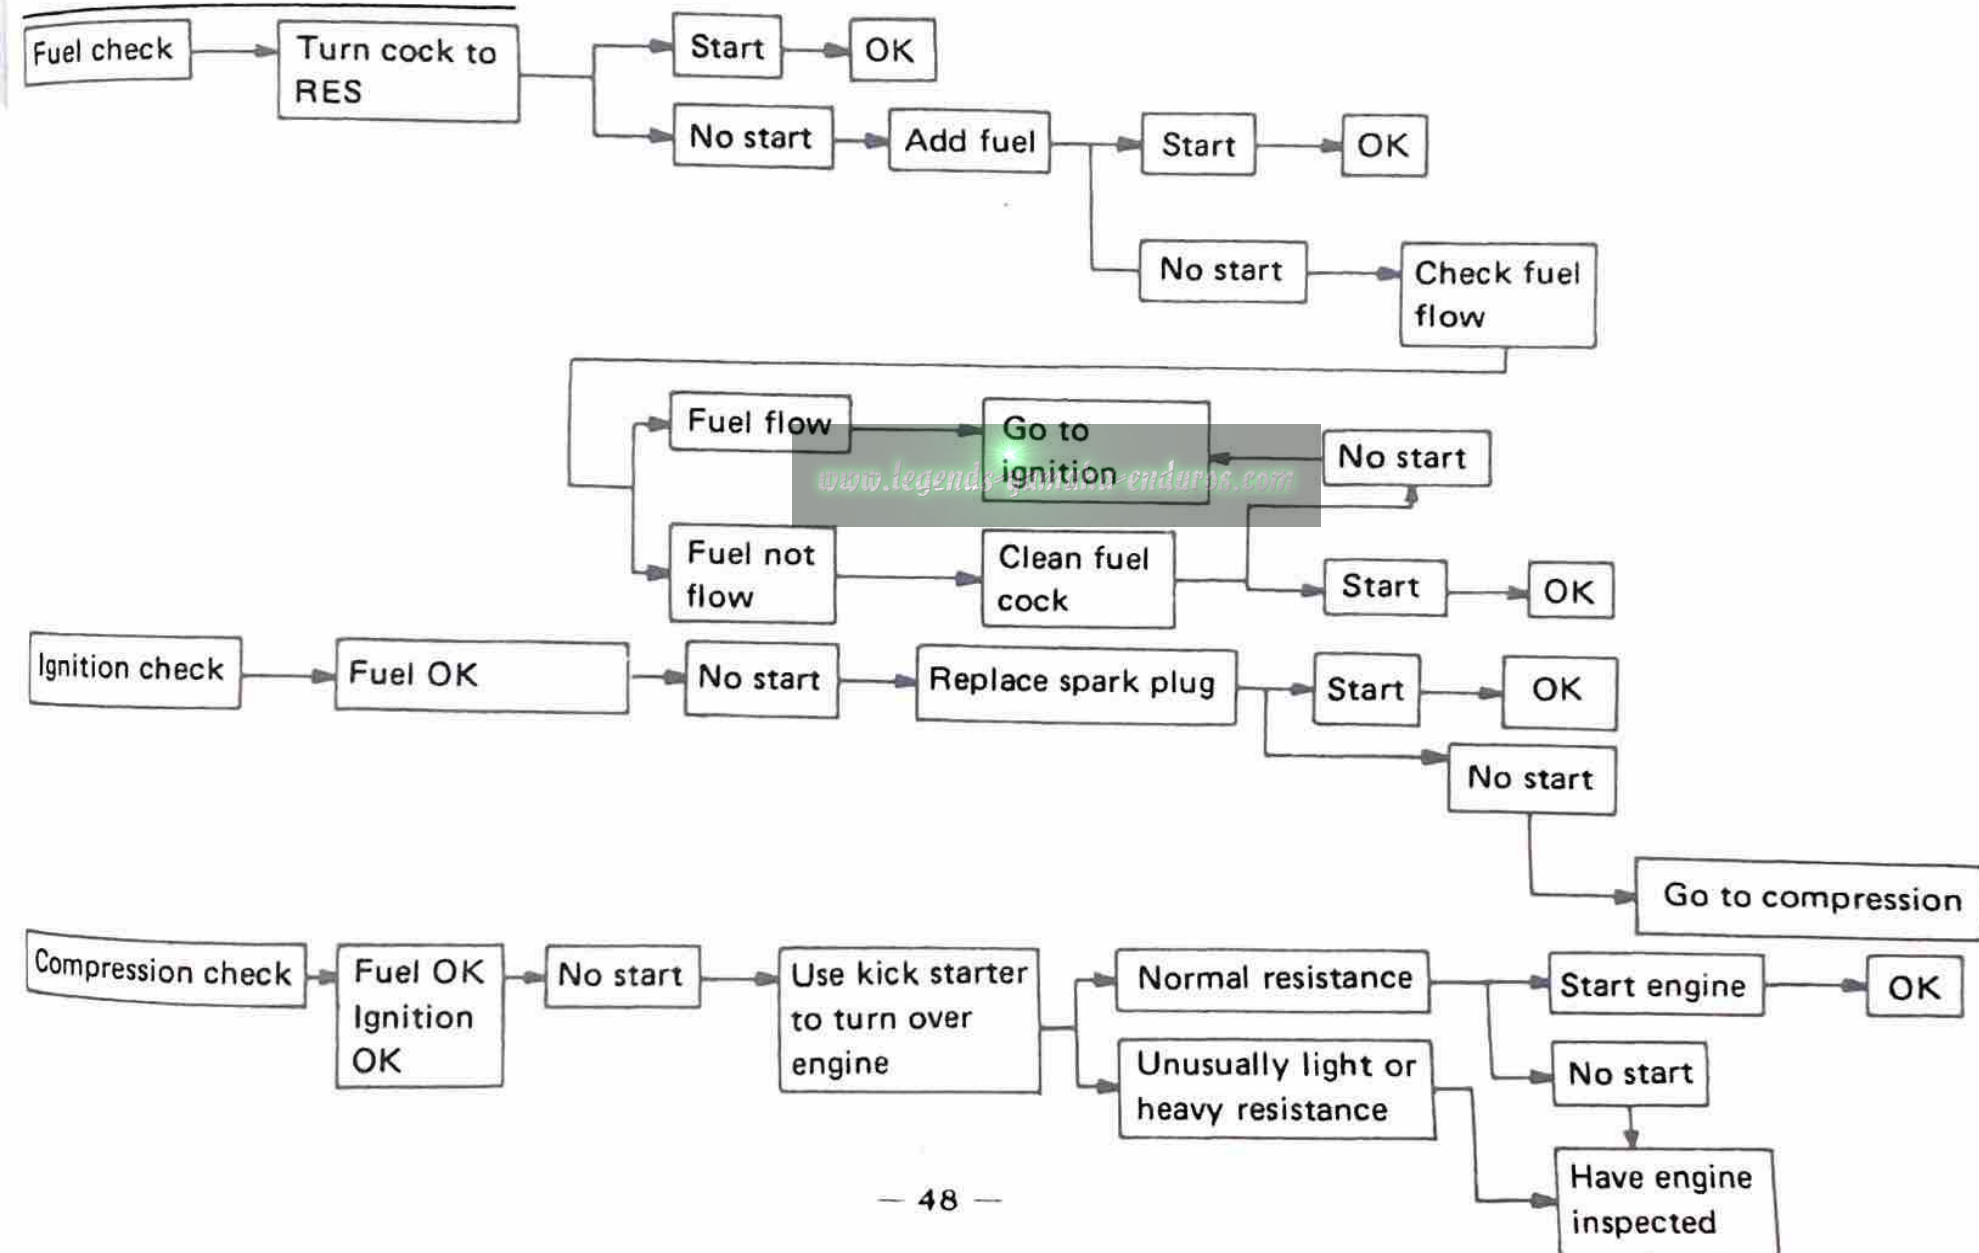 Fuel check
Turn cock to
RES
Start
OK
No start
Add fuel
Start
OK
No start
Check fuel
flow
Fuel flow
Go to
ignition
No start
www.legends-yamaha-enduros.com
Fuel not
flow
Clean fuel
cock
Start
OK
Ignition check
Fuel OK
No start
Replace spark plug
Start
OK
No start
Go to compression
Compression check
Fuel OK
Ignition
OK
No start
Use kick starter
to turn over
engine
Normal resistance
Start engine
OK
Unusually light or
heavy resistance
No start
Have engine
inspected
— 48 —